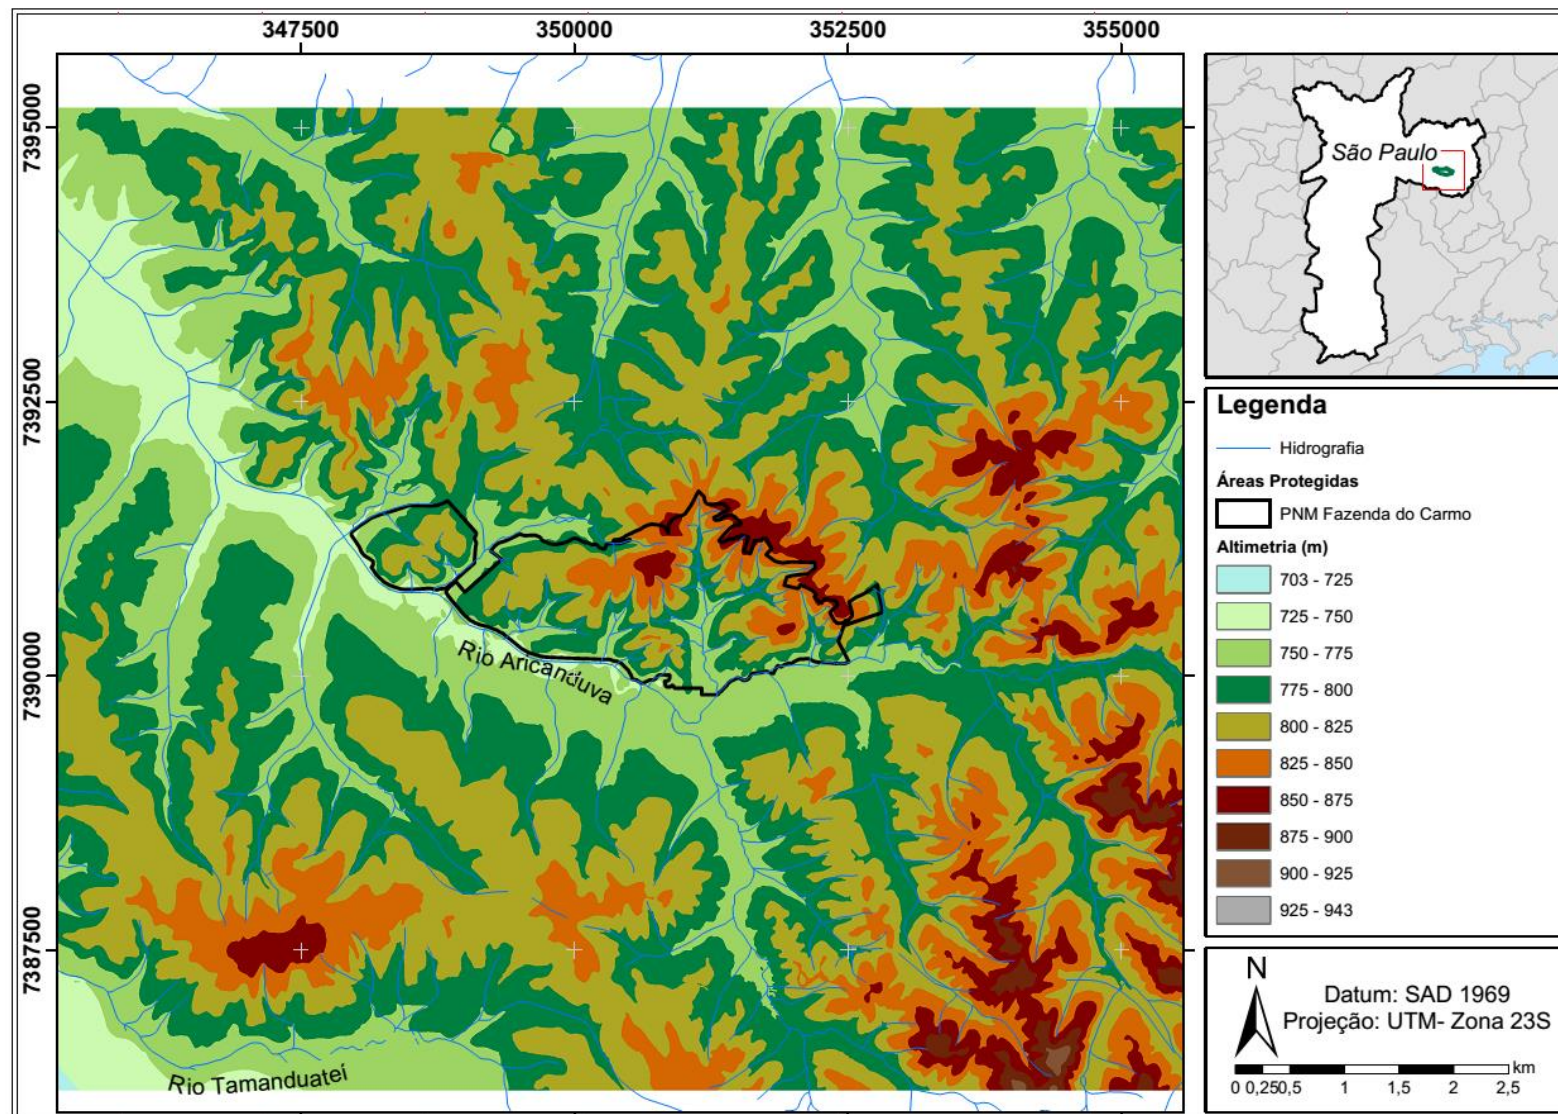 347500 350000 352500 355000
7395000
7392500
7390000
7387500
Rio Aricanduva
Rio Tamanduateí
São Paulo
Legenda
Hidrografia
Áreas Protegidas
PNM Fazenda do Carmo
Altimetria (m)
703 - 725
725 - 750
750 - 775
775 - 800
800 - 825
825 - 850
850 - 875
875 - 900
900 - 925
925 - 943
N
Datum: SAD 1969
Projeção: UTM- Zona 23S
km
0 0,250,5 1 1,5 2 2,5